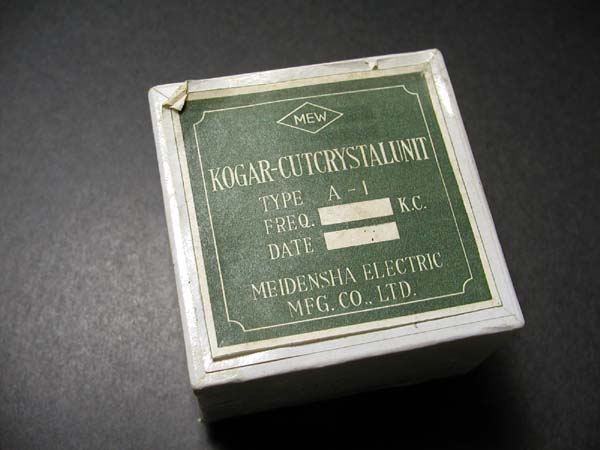 MEW
KOGAR-CUTCRYSTALUNIT
TYPE A-1
FREQ. K.C.
DATE
MEIDENSHA ELECTRIC
MFG. CO., LTD.